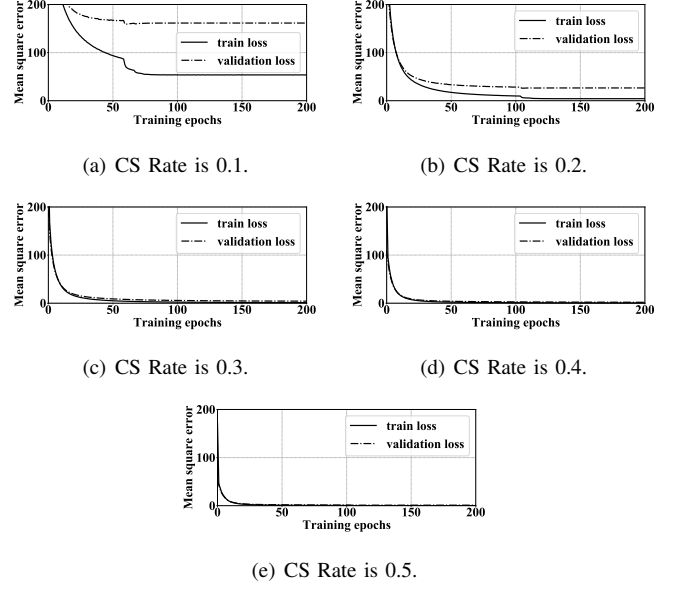 200
Mean square error
100
train loss
validation loss
0
0 50 100 150 200
Training epochs
(a) CS Rate is 0.1.
200
Mean square error
100
train loss
validation loss
0
0 50 100 150 200
Training epochs
(b) CS Rate is 0.2.
200
Mean square error
100
train loss
validation loss
0
0 50 100 150 200
Training epochs
(c) CS Rate is 0.3.
200
Mean square error
100
train loss
validation loss
0
0 50 100 150 200
Training epochs
(d) CS Rate is 0.4.
200
Mean square error
100
train loss
validation loss
0
0 50 100 150 200
Training epochs
(e) CS Rate is 0.5.